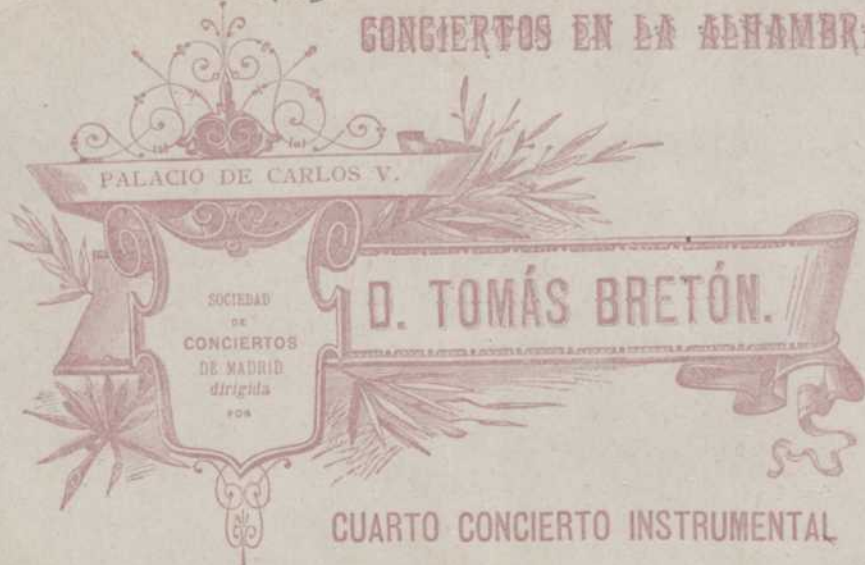 CONCIERTOS EN LA ALHAMBR
PALACIO DE CARLOS V.
SOCIEDAD
DE
CONCIERTOS
DE MADRID
dirigida
POR
D. TOMÁS BRETÓN.
CUARTO CONCIERTO INSTRUMENTAL